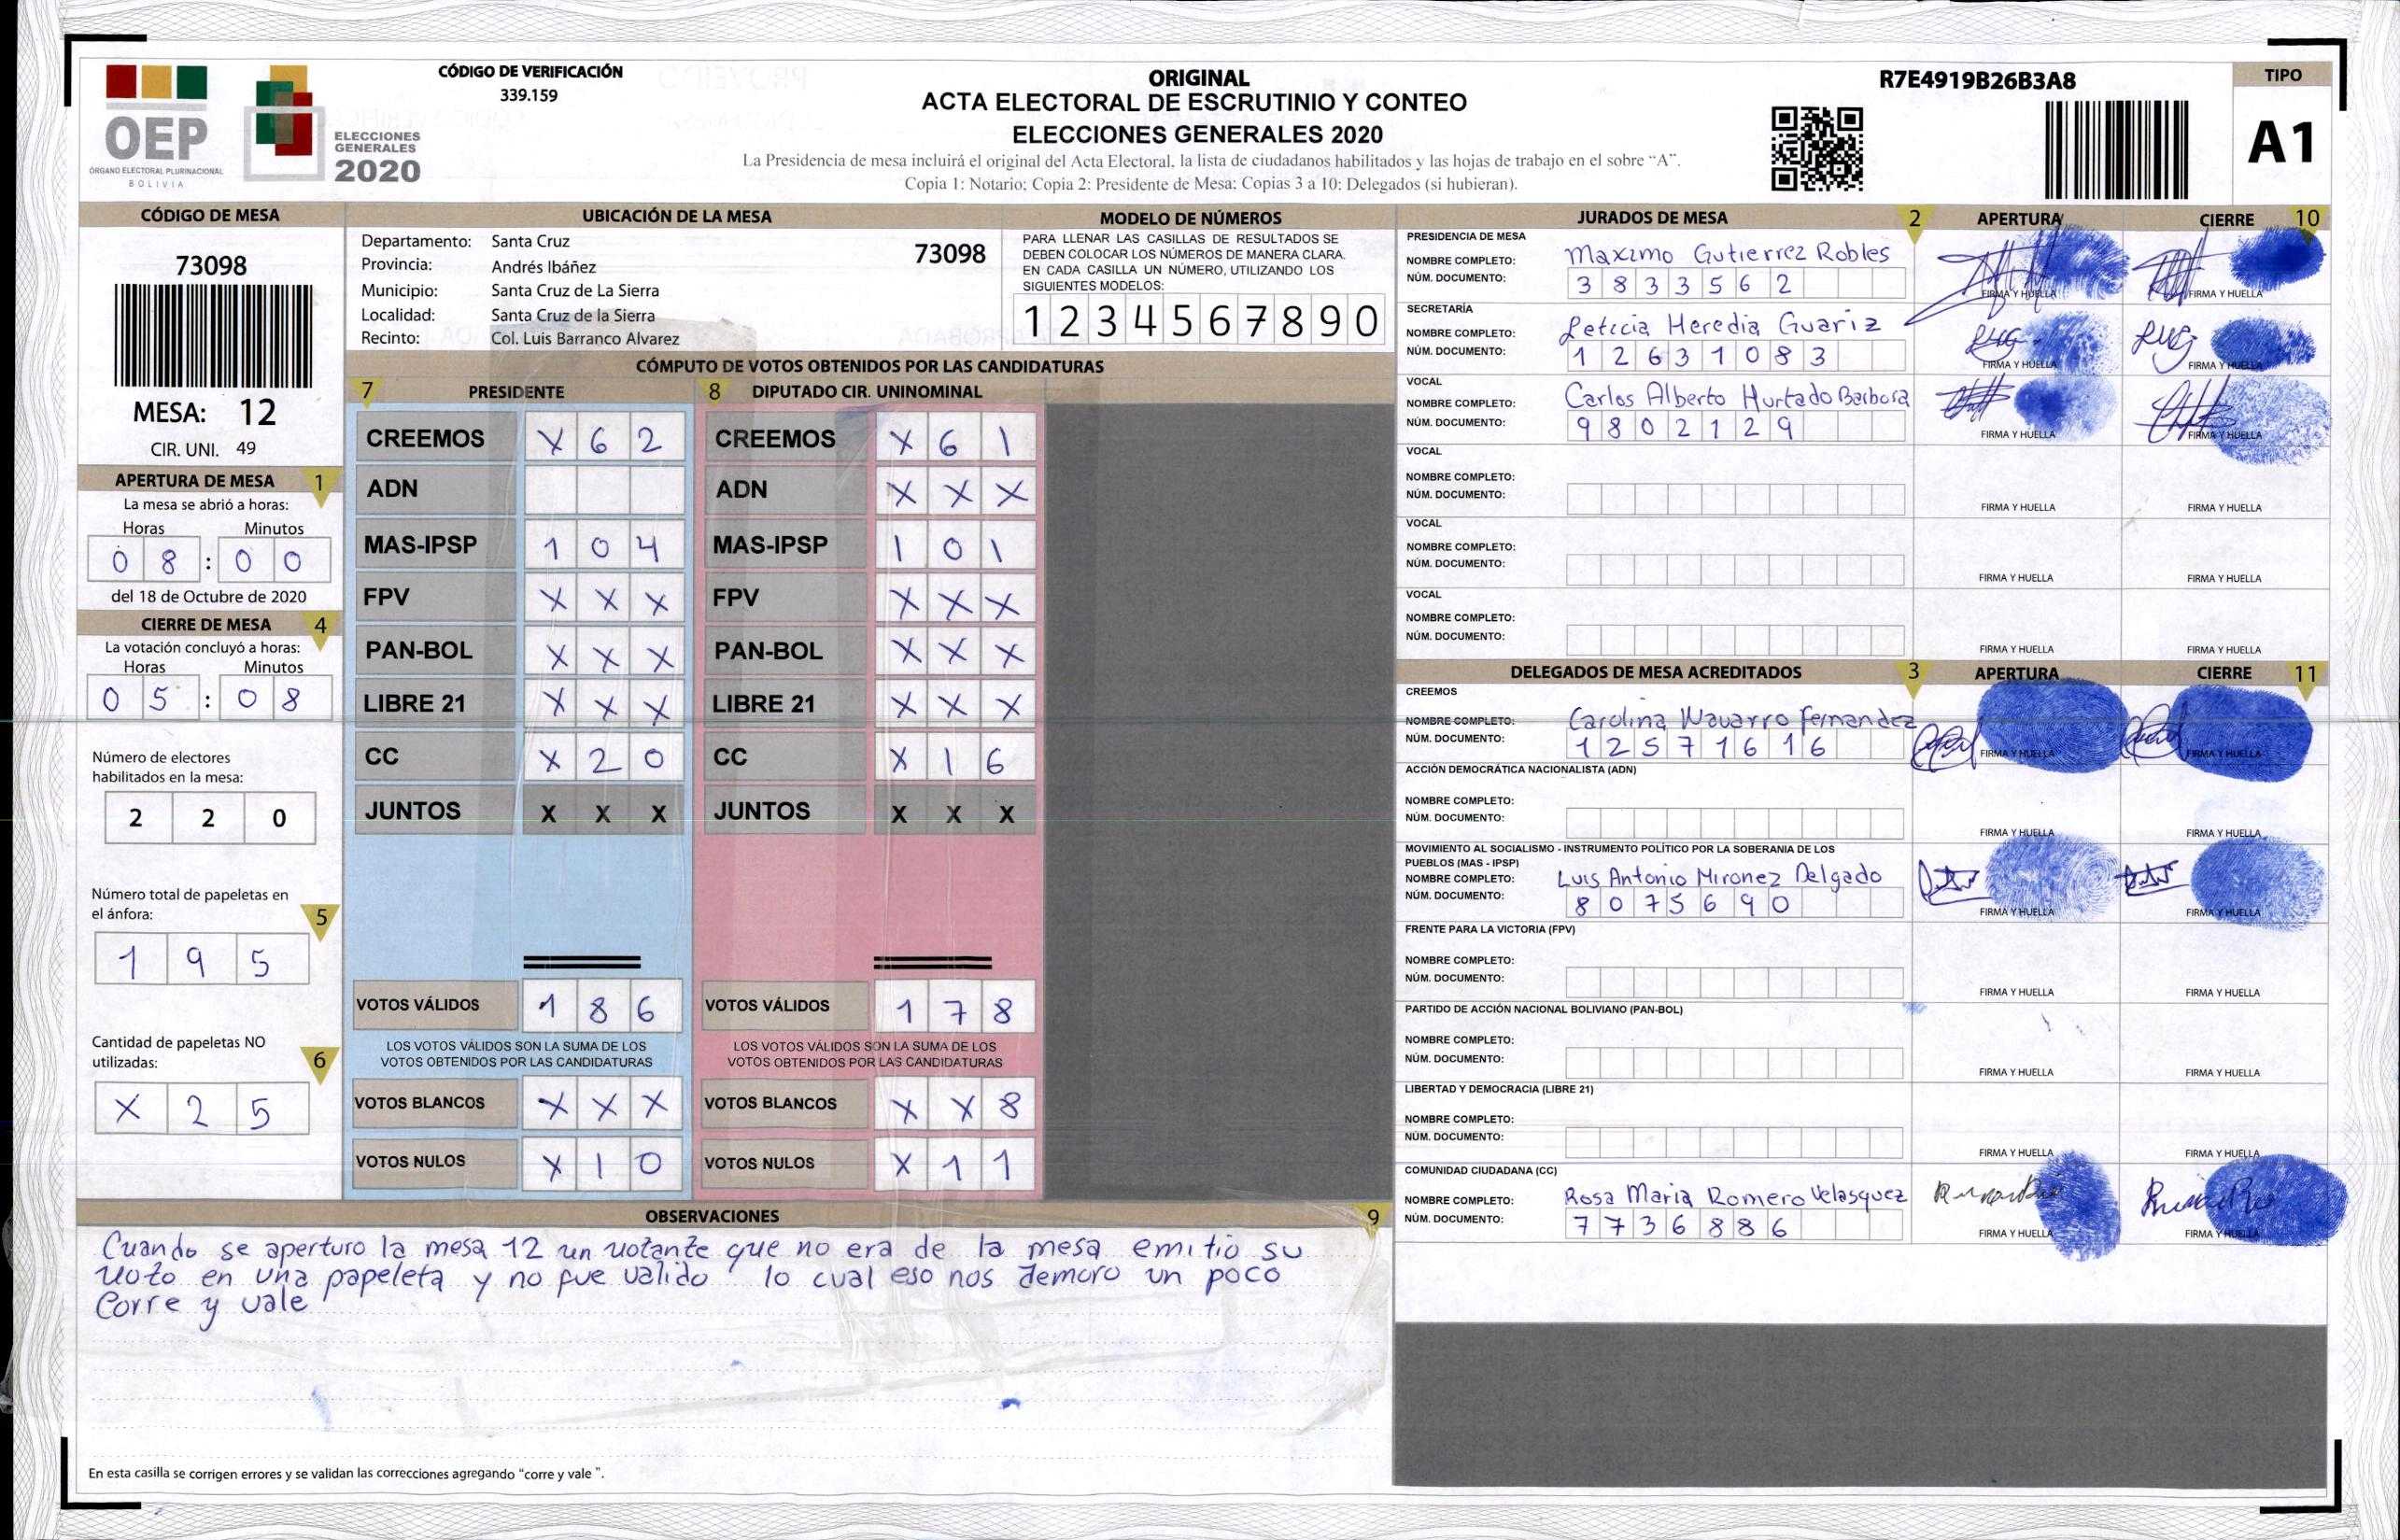 OEP
ÓRGANO ELECTORAL PLURINACIONAL
BOLIVIA
ELECCIONES
GENERALES
2020
CÓDIGO DE VERIFICACIÓN
339.159
ORIGINAL
ACTA ELECTORAL DE ESCRUTINIO Y CONTEO
ELECCIONES GENERALES 2020
La Presidencia de mesa incluirá el original del Acta Electoral, la lista de ciudadanos habilitados y las hojas de trabajo en el sobre “A”.
Copia 1: Notario; Copia 2: Presidente de Mesa; Copias 3 a 10: Delegados (si hubieran).
R7E4919B26B3A8
TIPO
A1
CÓDIGO DE MESA
73098
MESA: 12
CIR. UNI. 49
APERTURA DE MESA 1
La mesa se abrió a horas:
Horas Minutos
0 8 : 0 0
del 18 de Octubre de 2020
CIERRE DE MESA 4
La votación concluyó a horas:
Horas Minutos
0 5 : 0 8
Número de electores
habilitados en la mesa:
2 2 0
Número total de papeletas en
el ánfora: 5
1 9 5
Cantidad de papeletas NO
utilizadas: 6
X 2 5
UBICACIÓN DE LA MESA
Departamento: Santa Cruz 73098
Provincia: Andrés Ibáñez
Municipio: Santa Cruz de La Sierra
Localidad: Santa Cruz de la Sierra
Recinto: Col. Luis Barranco Alvarez
MODELO DE NÚMEROS
PARA LLENAR LAS CASILLAS DE RESULTADOS SE
DEBEN COLOCAR LOS NÚMEROS DE MANERA CLARA.
EN CADA CASILLA UN NÚMERO, UTILIZANDO LOS
SIGUIENTES MODELOS:
1 2 3 4 5 6 7 8 9 0
CÓMPUTO DE VOTOS OBTENIDOS POR LAS CANDIDATURAS
7 PRESIDENTE 8 DIPUTADO CIR. UNINOMINAL
CREEMOS X 6 2 CREEMOS X 6 1
ADN ADN X X X
MAS-IPSP 1 0 4 MAS-IPSP 1 0 1
FPV X X X FPV X X X
PAN-BOL X X X PAN-BOL X X X
LIBRE 21 X X X LIBRE 21 X X X
CC X 2 0 CC X 1 6
JUNTOS X X X JUNTOS X X X
VOTOS VÁLIDOS 1 8 6 VOTOS VÁLIDOS 1 7 8
LOS VOTOS VÁLIDOS SON LA SUMA DE LOS LOS VOTOS VÁLIDOS SON LA SUMA DE LOS
VOTOS OBTENIDOS POR LAS CANDIDATURAS VOTOS OBTENIDOS POR LAS CANDIDATURAS
VOTOS BLANCOS X X X VOTOS BLANCOS X X 8
VOTOS NULOS X 1 0 VOTOS NULOS X 1 1
OBSERVACIONES 9
Cuando se aperturo la mesa 12 un votante que no era de la mesa emitio su
voto en una papeleta y no fue valido lo cual eso nos demoro un poco
Corre y vale
En esta casilla se corrigen errores y se validan las correcciones agregando “corre y vale ”.
JURADOS DE MESA 2 APERTURA CIERRE 10
PRESIDENCIA DE MESA
NOMBRE COMPLETO: Maximo Gutierrez Robles
NÚM. DOCUMENTO: 3 8 3 3 5 6 2
FIRMA Y HUELLA FIRMA Y HUELLA
SECRETARÍA
NOMBRE COMPLETO: Leticia Heredia Guariz
NÚM. DOCUMENTO: 1 2 6 3 1 0 8 3
FIRMA Y HUELLA FIRMA Y HUELLA
VOCAL
NOMBRE COMPLETO: Carlos Alberto Hurtado Barbosa
NÚM. DOCUMENTO: 9 8 0 2 1 2 9
FIRMA Y HUELLA FIRMA Y HUELLA
VOCAL
NOMBRE COMPLETO:
NÚM. DOCUMENTO:
FIRMA Y HUELLA FIRMA Y HUELLA
VOCAL
NOMBRE COMPLETO:
NÚM. DOCUMENTO:
FIRMA Y HUELLA FIRMA Y HUELLA
VOCAL
NOMBRE COMPLETO:
NÚM. DOCUMENTO:
FIRMA Y HUELLA FIRMA Y HUELLA
DELEGADOS DE MESA ACREDITADOS 3 APERTURA CIERRE 11
CREEMOS
NOMBRE COMPLETO: Carolina Navarro Fernandez
NÚM. DOCUMENTO: 1 2 5 7 1 6 1 6
FIRMA Y HUELLA FIRMA Y HUELLA
ACCIÓN DEMOCRÁTICA NACIONALISTA (ADN)
NOMBRE COMPLETO:
NÚM. DOCUMENTO:
FIRMA Y HUELLA FIRMA Y HUELLA
MOVIMIENTO AL SOCIALISMO - INSTRUMENTO POLÍTICO POR LA SOBERANIA DE LOS
PUEBLOS (MAS - IPSP)
NOMBRE COMPLETO: Luis Antonio Mironez Delgado
NÚM. DOCUMENTO: 8 0 7 5 6 9 0
FIRMA Y HUELLA FIRMA Y HUELLA
FRENTE PARA LA VICTORIA (FPV)
NOMBRE COMPLETO:
NÚM. DOCUMENTO:
FIRMA Y HUELLA FIRMA Y HUELLA
PARTIDO DE ACCIÓN NACIONAL BOLIVIANO (PAN-BOL)
NOMBRE COMPLETO:
NÚM. DOCUMENTO:
FIRMA Y HUELLA FIRMA Y HUELLA
LIBERTAD Y DEMOCRACIA (LIBRE 21)
NOMBRE COMPLETO:
NÚM. DOCUMENTO:
FIRMA Y HUELLA FIRMA Y HUELLA
COMUNIDAD CIUDADANA (CC)
NOMBRE COMPLETO: Rosa Maria Romero Velasquez
NÚM. DOCUMENTO: 7 7 3 6 8 8 6
FIRMA Y HUELLA FIRMA Y HUELLA